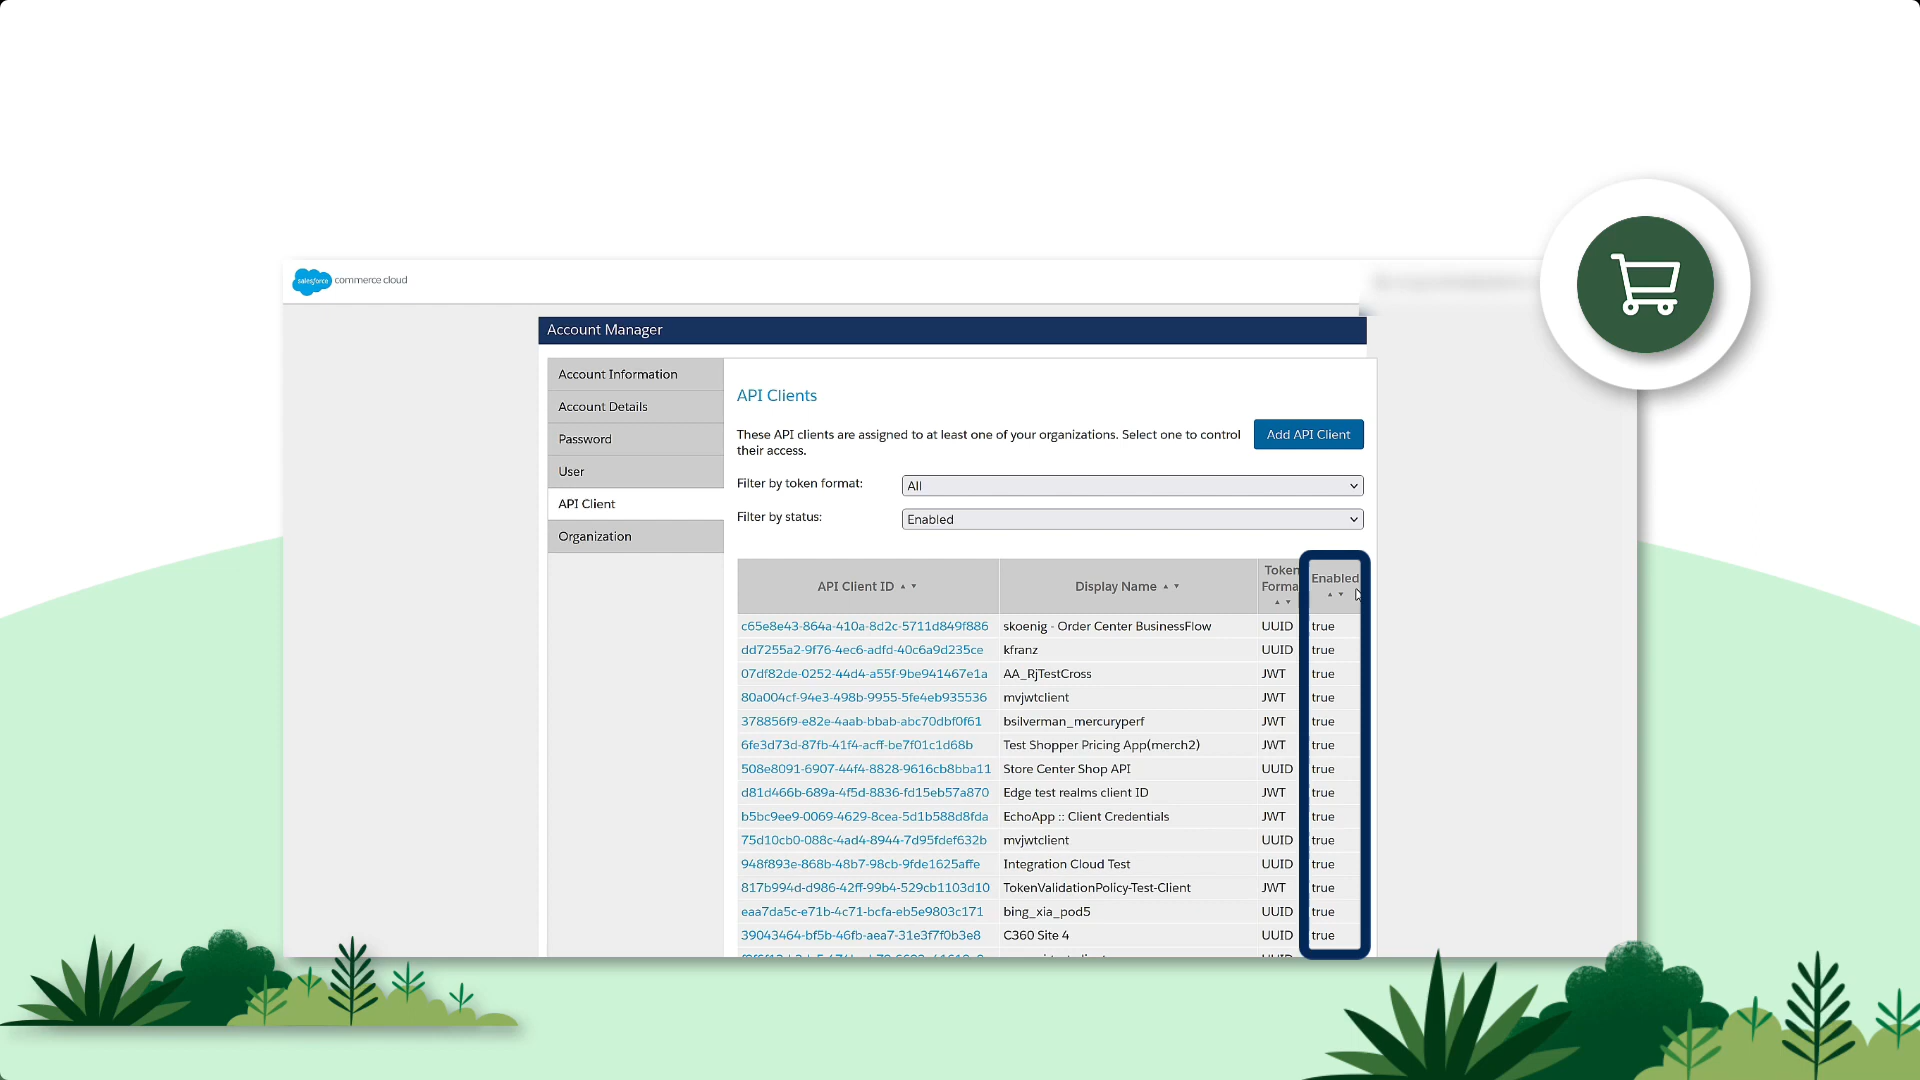 salesforce commerce cloud
Account Manager
Account Information
Account Details
Password
User
API Client
Organization
API Clients
These API clients are assigned to at least one of your organizations. Select one to control
their access.
Add API Client
Filter by token format:
All
Filter by status:
Enabled
API Client ID
Display Name
Token
Forma
Enabled
c65e8e43-864a-410a-8d2c-5711d849f886 skoenig - Order Center BusinessFlow UUID true
dd7255a2-9f76-4ec6-adfd-40c6a9d235ce kfranz UUID true
07df82de-0252-44d4-a55f-9be941467e1a AA_RjTestCross JWT true
80a004cf-94e3-498b-9955-5fe4eb935536 mvjwtclient JWT true
378856f9-e82e-4aab-bbab-abc70dbf0f61 bsilverman_mercuryperf JWT true
6fe3d73d-87fb-41f4-acff-be7f01c1d68b Test Shopper Pricing App(merch2) JWT true
508e8091-6907-44f4-8828-9616cb8bba11 Store Center Shop API UUID true
d81d466b-689a-4f5d-8836-fd15eb57a870 Edge test realms client ID JWT true
b5bc9ee9-0069-4629-8cea-5d1b588d8fda EchoApp :: Client Credentials JWT true
75d10cb0-088c-4ad4-8944-7d95fdef632b mvjwtclient UUID true
948f893e-868b-48b7-98cb-9fde1625affe Integration Cloud Test UUID true
817b994d-d986-42ff-99b4-529cb1103d10 TokenValidationPolicy-Test-Client JWT true
eaa7da5c-e71b-4c71-bcfa-eb5e9803c171 bing_xia_pod5 UUID true
39043464-bf5b-46fb-aea7-31e3f7f0b3e8 C360 Site 4 UUID true